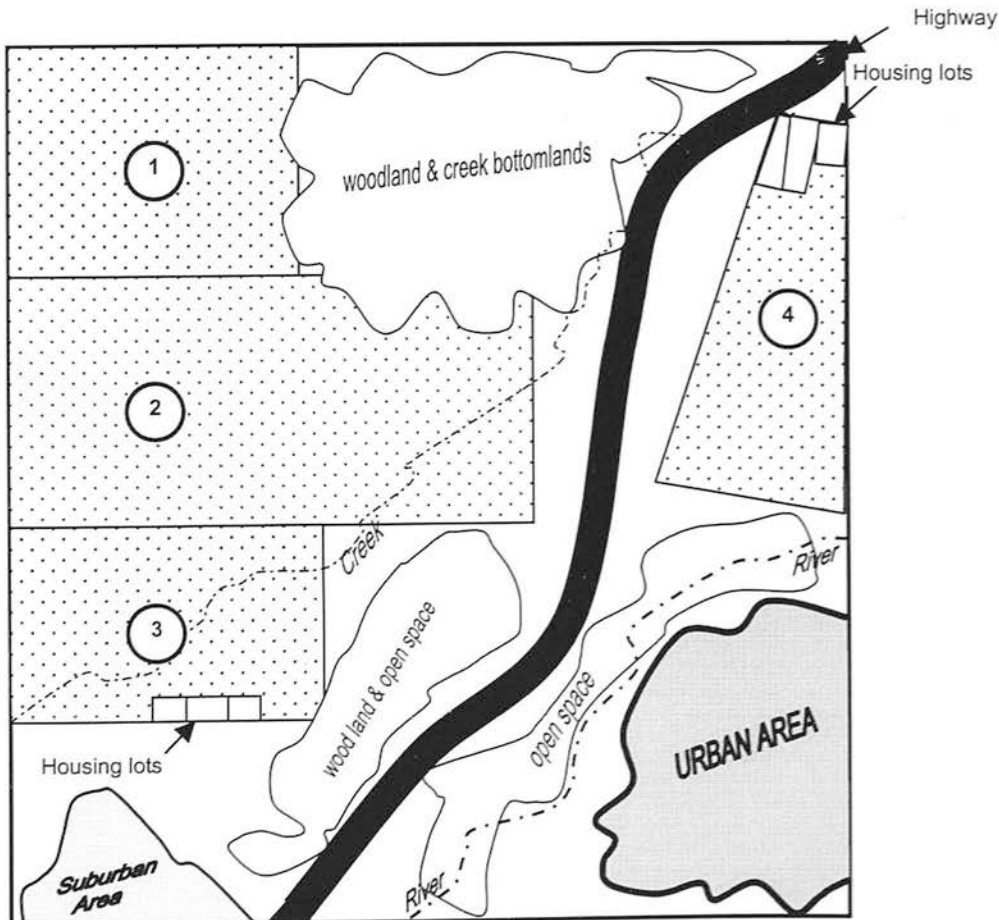 Highway
Housing lots
woodland & creek bottomlands
1
4
2
Creek
River
3
wood land & open space
open space
URBAN AREA
Housing lots
Suburban
Area
River